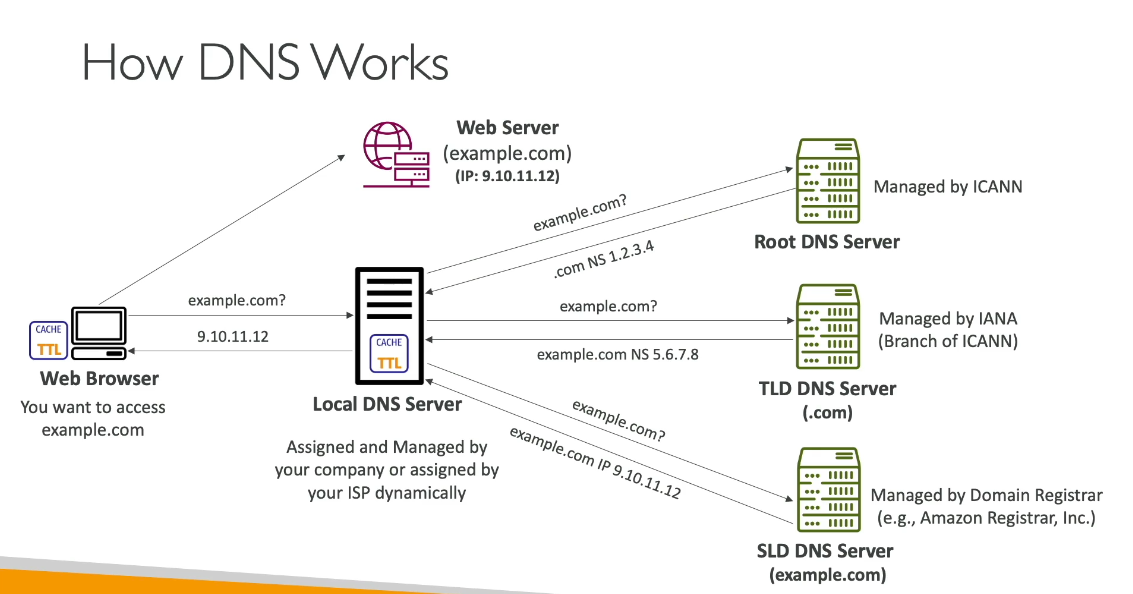 How DNS Works
Web Server
(example.com)
(IP: 9.10.11.12)
Managed by ICANN
Root DNS Server
example.com?
.com NS 1.2.3.4
example.com?
9.10.11.12
CACHE
TTL
Web Browser
You want to access
example.com
CACHE
TTL
Local DNS Server
Assigned and Managed by
your company or assigned by
your ISP dynamically
example.com?
example.com NS 5.6.7.8
Managed by IANA
(Branch of ICANN)
TLD DNS Server
(.com)
example.com?
example.com IP 9.10.11.12
Managed by Domain Registrar
(e.g., Amazon Registrar, Inc.)
SLD DNS Server
(example.com)